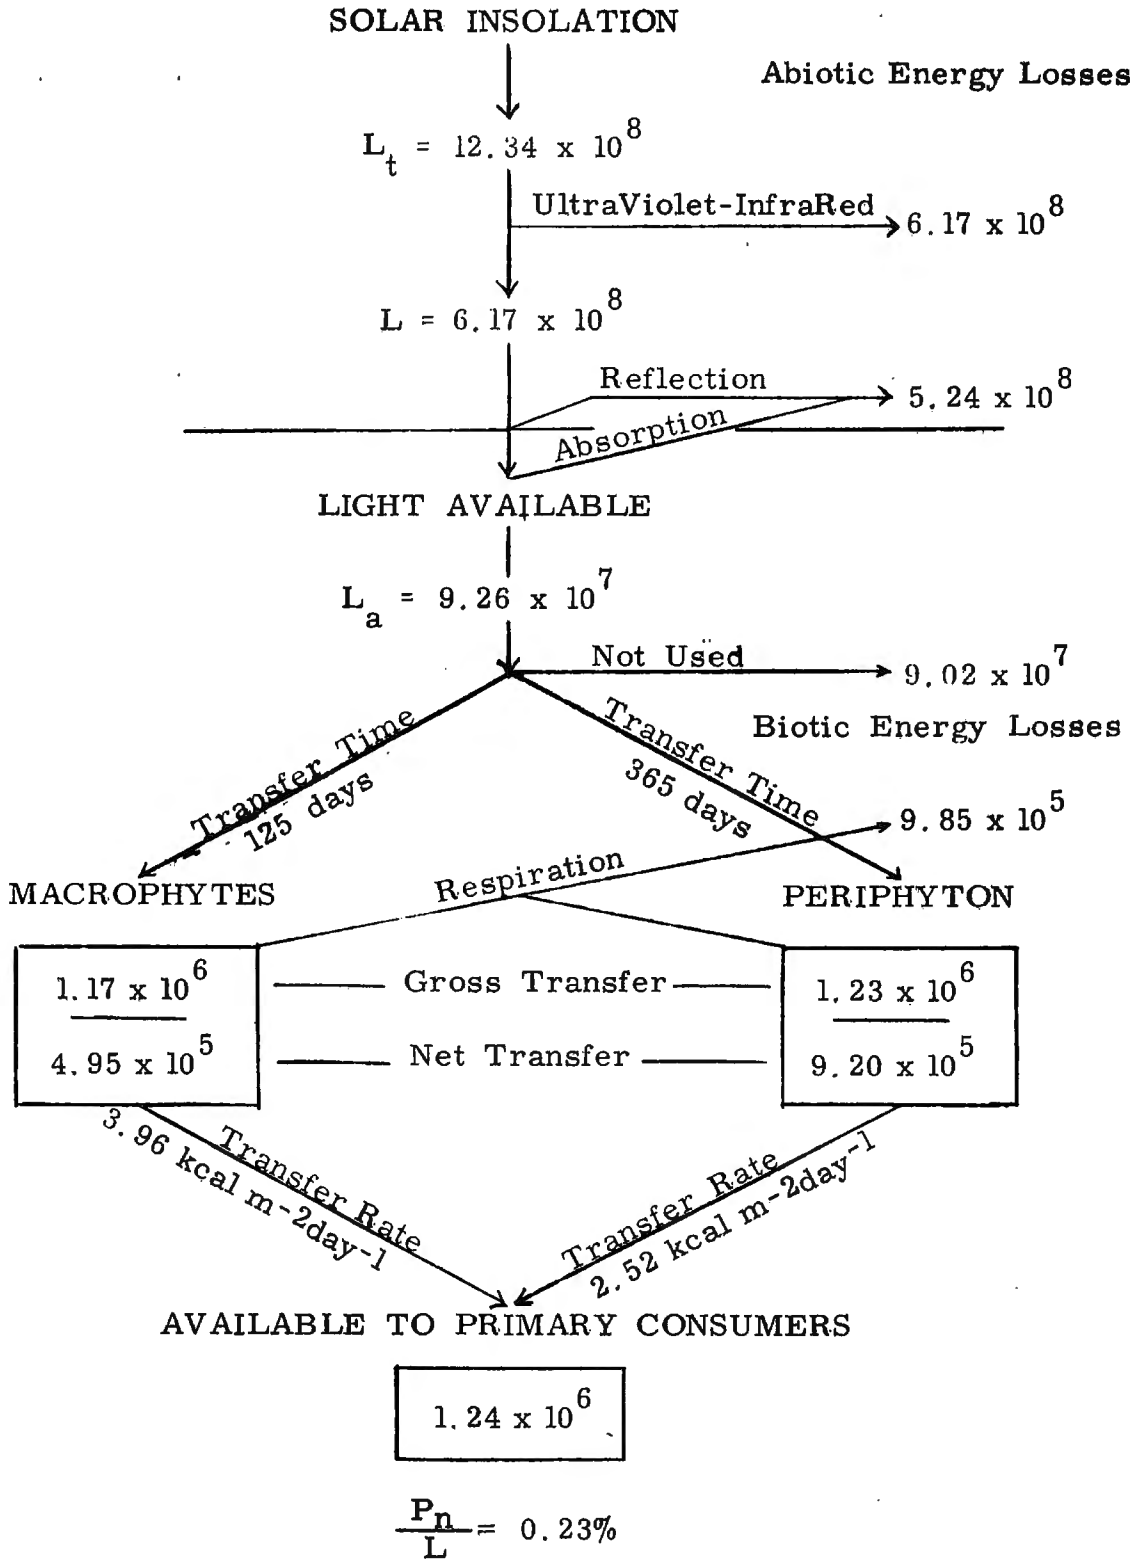 SOLAR INSOLATION
Abiotic Energy Losses
Lt = 12.34 x 10^8
UltraViolet-InfraRed
6.17 x 10^8
L = 6.17 x 10^8
Reflection
5.24 x 10^8
Absorption
LIGHT AVAILABLE
La = 9.26 x 10^7
Not Used
9.02 x 10^7
Biotic Energy Losses
Transfer Time
125 days
Transfer Time
365 days
9.85 x 10^5
Respiration
MACROPHYTES
PERIPHYTON
1.17 x 10^6
Gross Transfer
1.23 x 10^6
4.95 x 10^5
Net Transfer
9.20 x 10^5
Transfer Rate
3.96 kcal m-2day-1
Transfer Rate
2.52 kcal m-2day-1
AVAILABLE TO PRIMARY CONSUMERS
1.24 x 10^6
Pn
L
= 0.23%